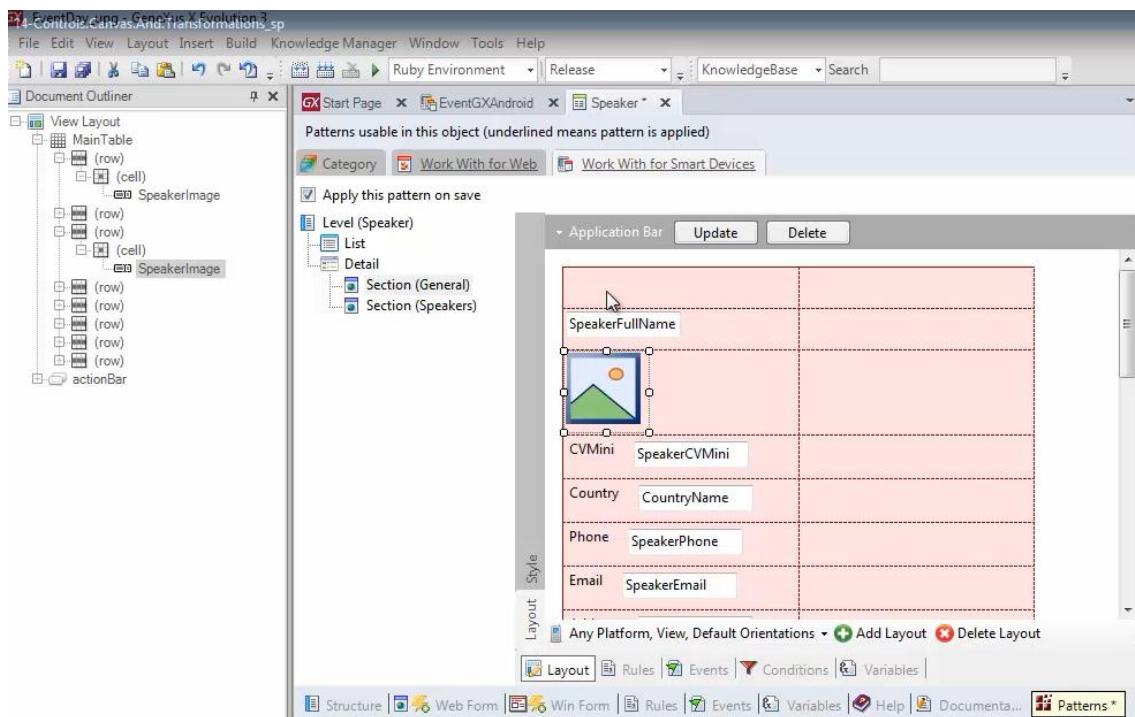 EventDay_ung - GeneXus X Evolution 3
14-Controls.Canvas.And.Transformations_sp
File Edit View Layout Insert Build Knowledge Manager Window Tools Help
Ruby Environment Release KnowledgeBase Search
Document Outliner
View Layout
MainTable
(row)
(cell)
SpeakerImage
(row)
(row)
(cell)
SpeakerImage
(row)
(row)
(row)
(row)
(row)
actionBar
Start Page EventGXAndroid Speaker *
Patterns usable in this object (underlined means pattern is applied)
Category Work With for Web Work With for Smart Devices
Apply this pattern on save
Level (Speaker)
List
Detail
Section (General)
Section (Speakers)
Application Bar Update Delete
SpeakerFullName
CVMini SpeakerCVMini
Country CountryName
Phone SpeakerPhone
Email SpeakerEmail
Style
Layout
Any Platform, View, Default Orientations Add Layout Delete Layout
Layout Rules Events Conditions Variables
Structure Web Form Win Form Rules Events Variables Help Documenta... Patterns *